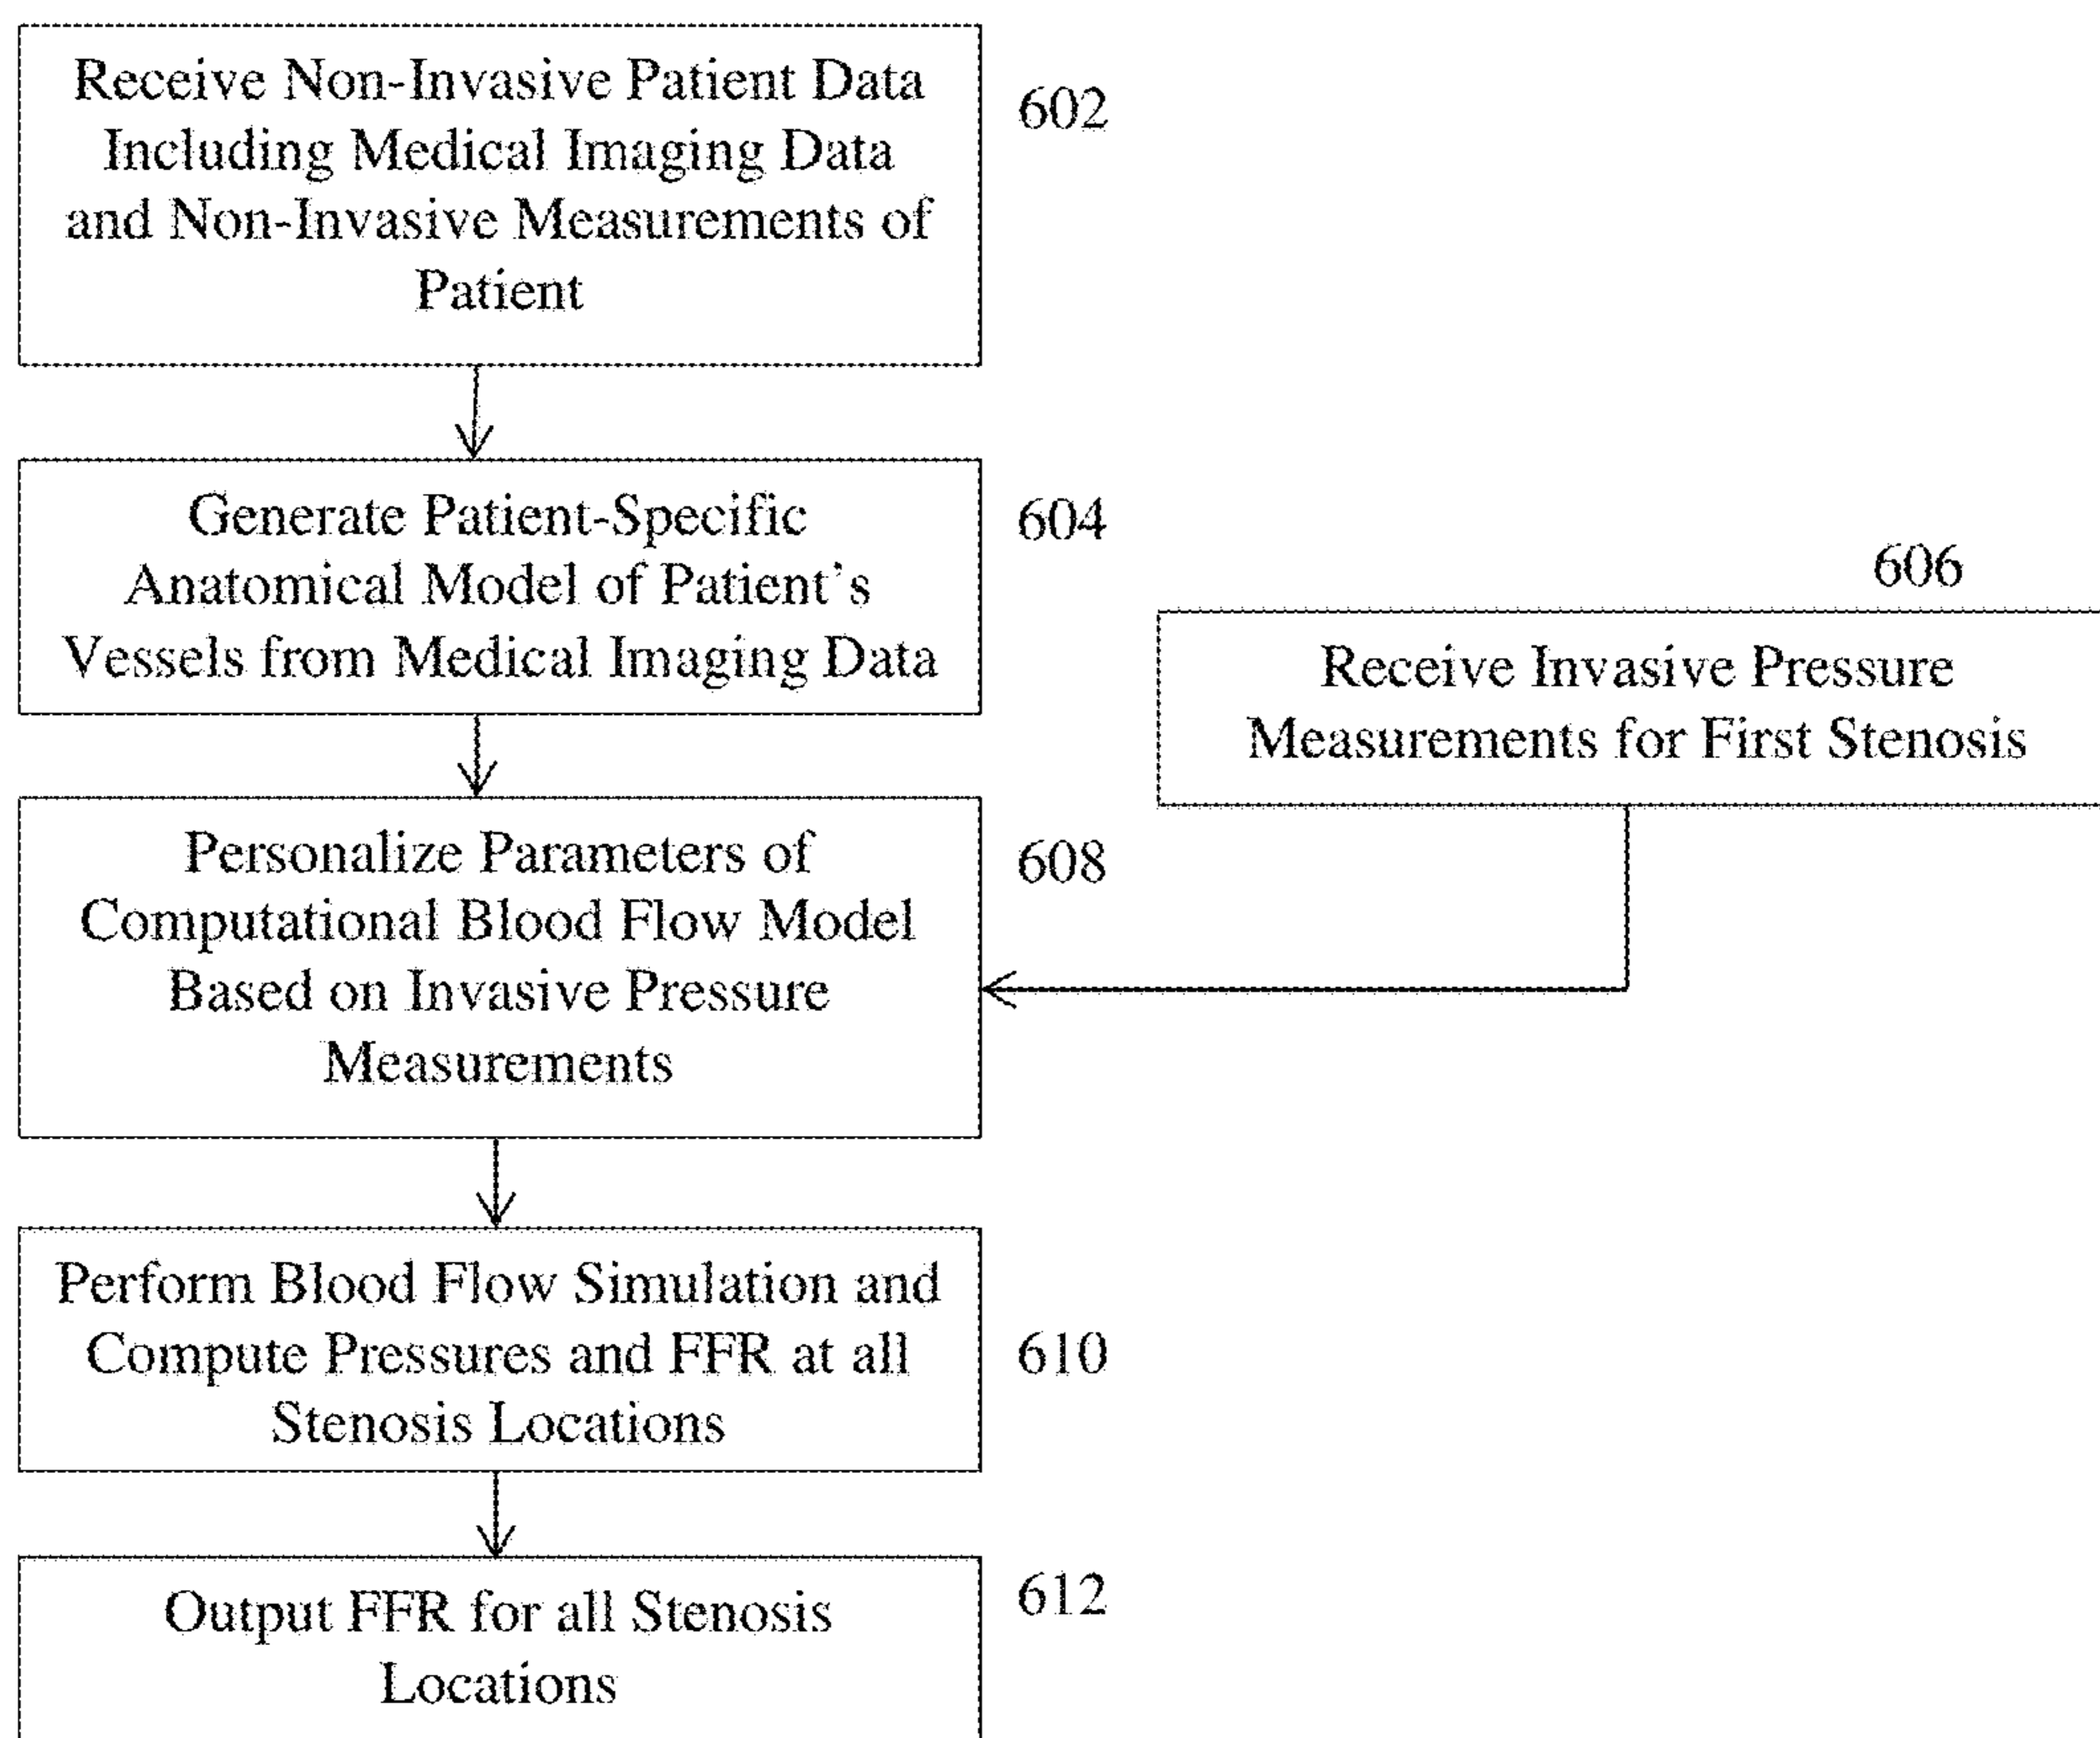 Receive Non-Invasive Patient Data
Including Medical Imaging Data
and Non-Invasive Measurements of
Patient
602
Generate Patient-Specific
Anatomical Model of Patient's
Vessels from Medical Imaging Data
604
606
Receive Invasive Pressure
Measurements for First Stenosis
Personalize Parameters of
Computational Blood Flow Model
Based on Invasive Pressure
Measurements
608
Perform Blood Flow Simulation and
Compute Pressures and FFR at all
Stenosis Locations
610
Output FFR for all Stenosis
Locations
612